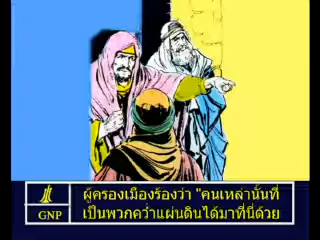 ผู้ครองเมืองร้องว่า "คนเหล่านั้นที่
เป็นพวกคว่ำแผ่นดินได้มาที่นี่ด้วย
GNP